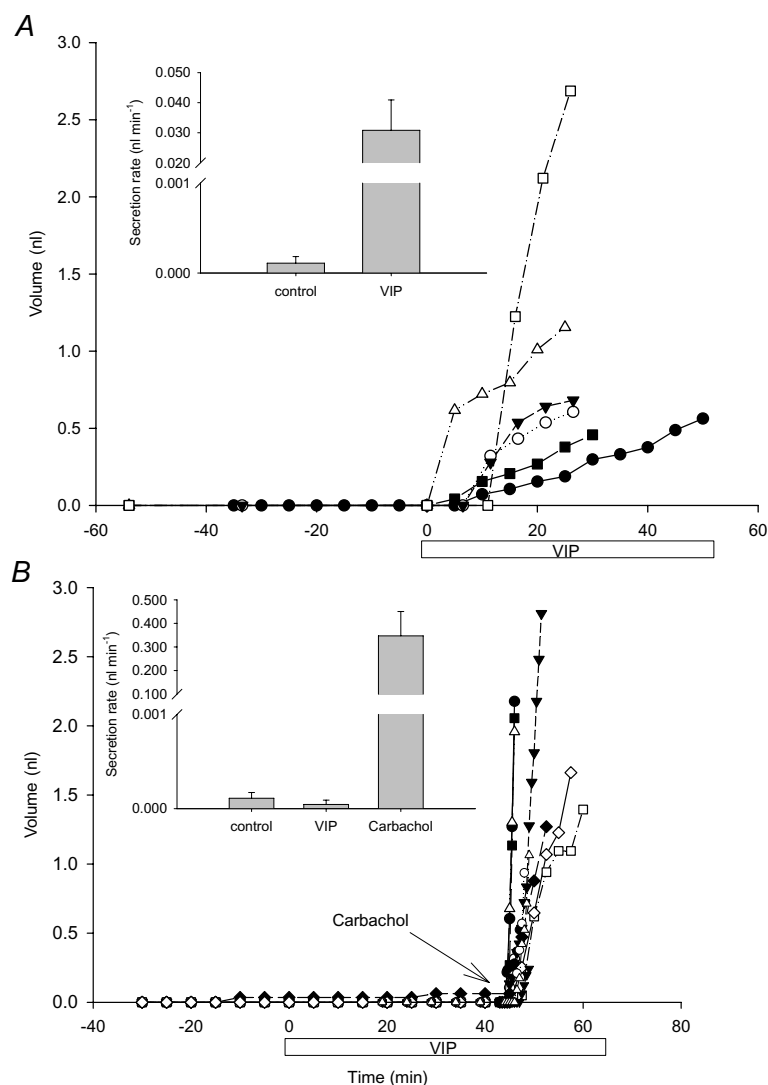 A
3.0
2.5
2.0
1.5
1.0
0.5
0.0
Volume (nl)
0.050
0.040
0.030
0.020
0.001
0.000
Secretion rate (nl min⁻¹)
control VIP
-60 -40 -20 0 20 40 60
VIP
B
3.0
2.5
2.0
1.5
1.0
0.5
0.0
Volume (nl)
0.500
0.400
0.300
0.200
0.100
0.001
0.000
Secretion rate (nl min⁻¹)
control VIP Carbachol
Carbachol
-40 -20 0 20 40 60 80
VIP
Time (min)